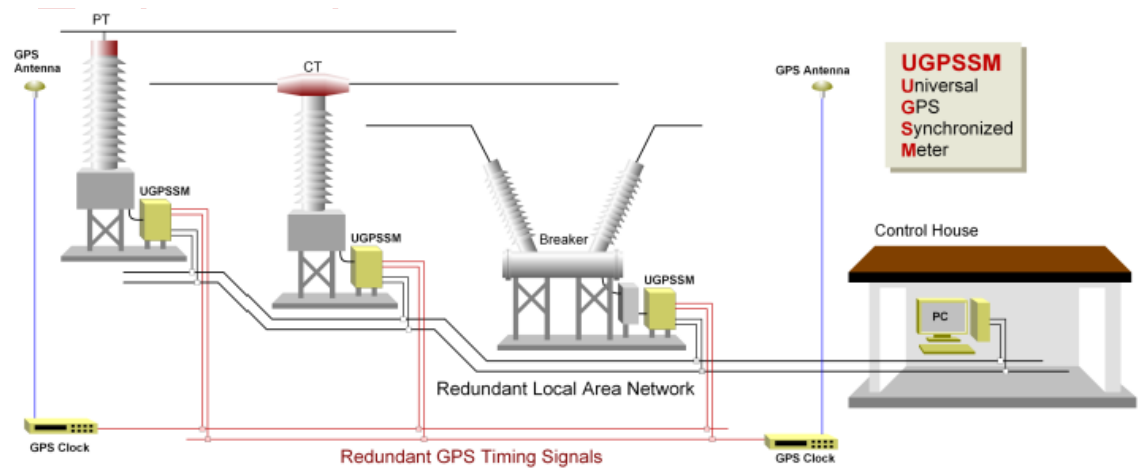 PT
GPS
Antenna
CT
GPS Antenna
UGPSSM
Universal
GPS
Synchronized
Meter
UGPSSM
UGPSSM
Breaker
UGPSSM
Control House
PC
Redundant Local Area Network
GPS Clock
Redundant GPS Timing Signals
GPS Clock